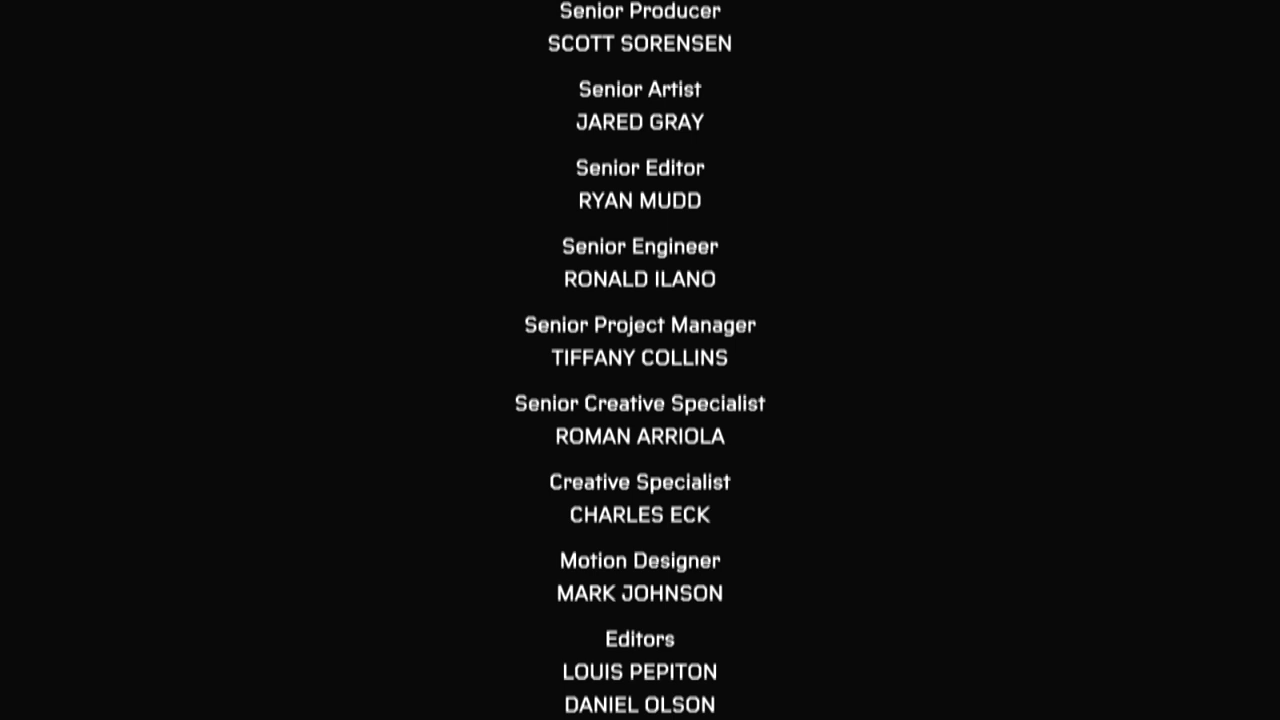 Senior Producer
SCOTT SORENSEN
Senior Artist
JARED GRAY
Senior Editor
RYAN MUDD
Senior Engineer
RONALD ILANO
Senior Project Manager
TIFFANY COLLINS
Senior Creative Specialist
ROMAN ARRIOLA
Creative Specialist
CHARLES ECK
Motion Designer
MARK JOHNSON
Editors
LOUIS PEPITON
DANIEL OLSON